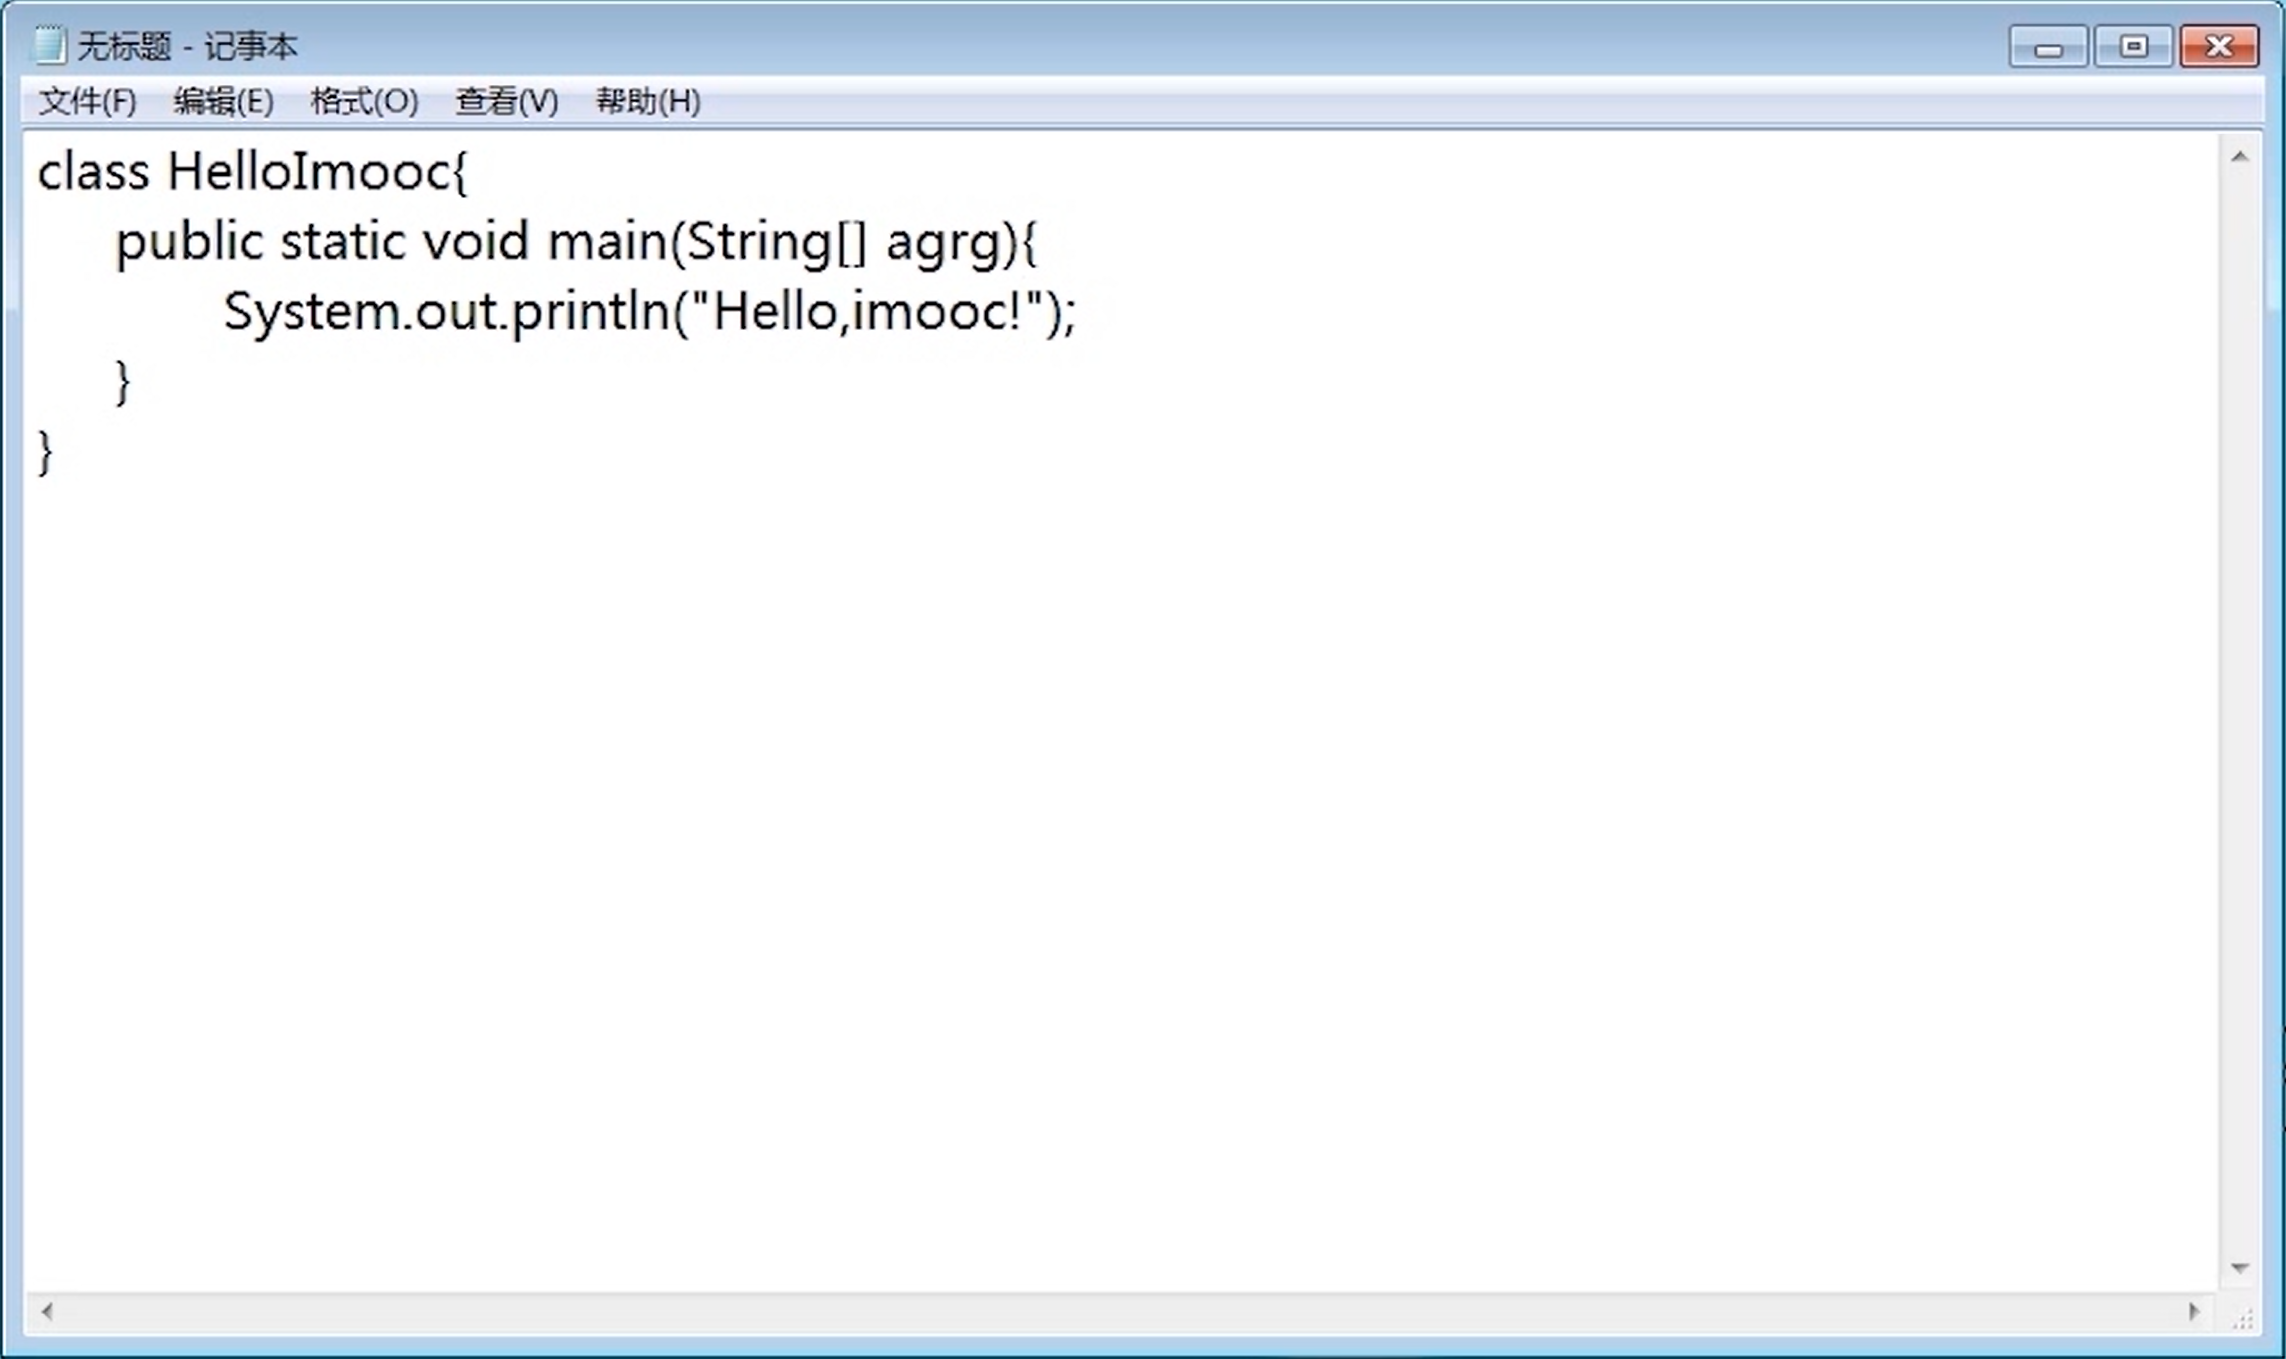 无标题 - 记事本
文件(F) 编辑(E) 格式(O) 查看(V) 帮助(H)
class HelloImooc{
public static void main(String[] agrg){
System.out.println("Hello,imooc!");
}
}